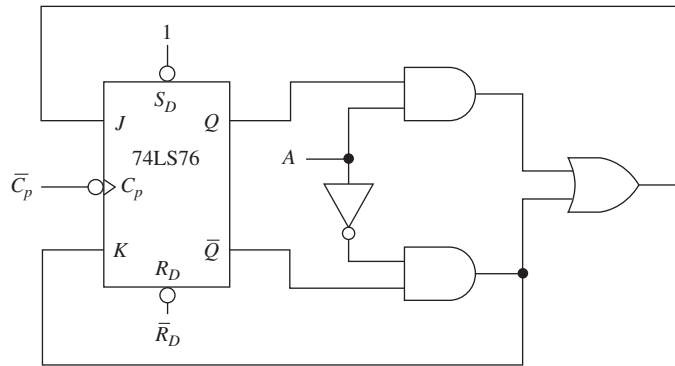 1
S_D
J Q
74LS76
A
C̅_p C_p
K Q̅
R_D
R̅_D